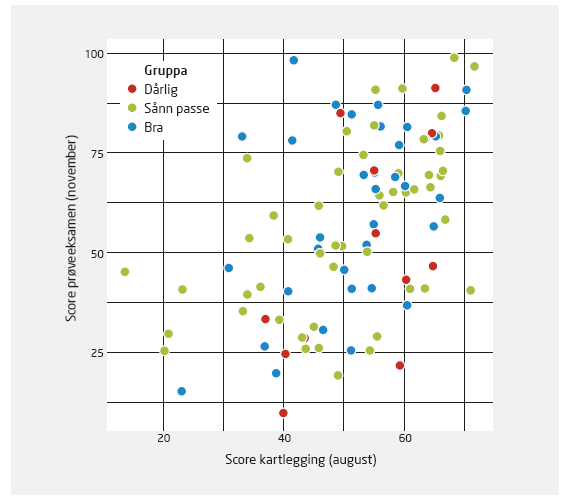 100
75
50
25
Gruppa
Dårlig
Sånn passe
Bra
Score prøveeksamen (november)
20 40 60
Score kartlegging (august)